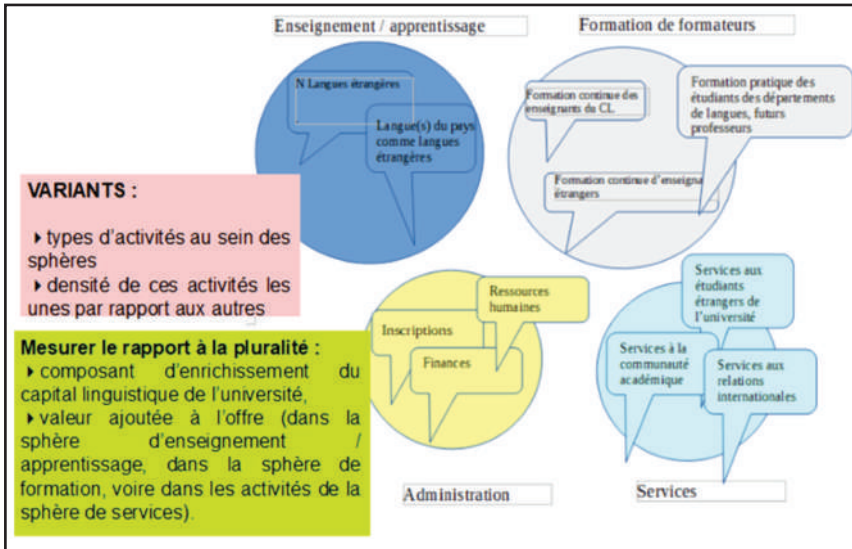 Enseignement / apprentissage
Formation de formateurs
N Langues étrangères
Langue(s) du pays
comme langues
étrangères
Formation continue des
enseignants du CL
Formation pratique des
étudiants des départements
de langues, futurs
professeurs
Formation continue d'enseigna
étrangers
VARIANTS :
▸ types d'activités au sein des
sphères
▸ densité de ces activités les
unes par rapport aux autres
Mesurer le rapport à la pluralité :
▸ composant d'enrichissement du
capital linguistique de l'université,
▸ valeur ajoutée à l'offre (dans la
sphère d'enseignement /
apprentissage, dans la sphère de
formation, voire dans les activités de la
sphère de services).
Ressources
humaines
Inscriptions
Finances
Services aux
étudiants
étrangers de
l'université
Services à la
communauté
académique
Services aux
relations
internationales
Administration
Services